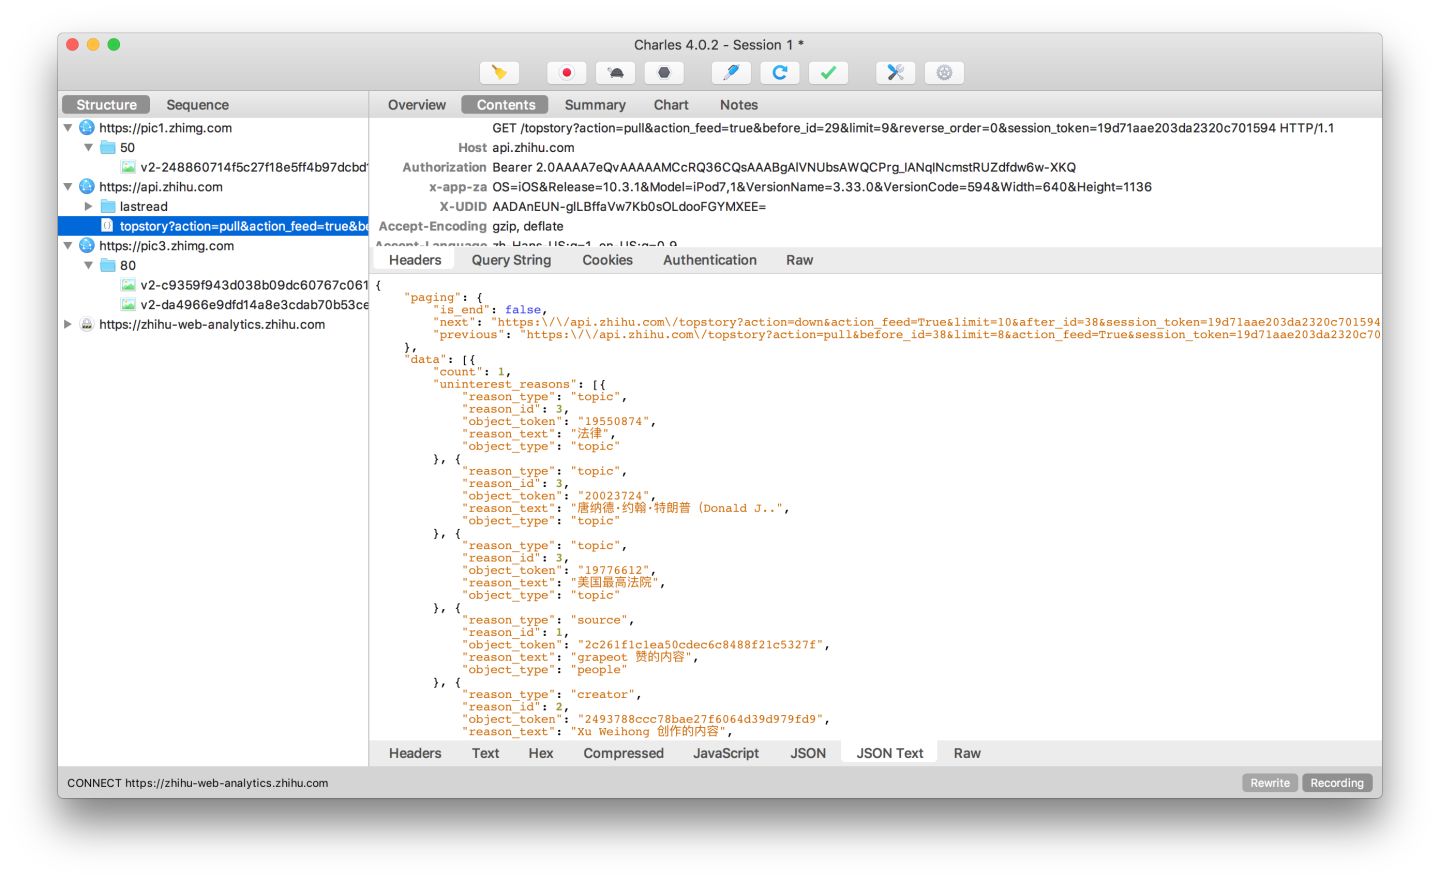 Charles 4.0.2 - Session 1 *
Structure Sequence
https://pic1.zhimg.com
50
v2-248860714f5c27f18e5ff4b97dcbd1
https://api.zhihu.com
lastread
topstory?action=pull&action_feed=true&be
https://pic3.zhimg.com
80
v2-c9359f943d038b09dc60767c061
v2-da4966e9dfd14a8e3cdab70b53ce
https://zhihu-web-analytics.zhihu.com
Overview Contents Summary Chart Notes
GET /topstory?action=pull&action_feed=true&before_id=29&limit=9&reverse_order=0&session_token=19d71aae203da2320c701594 HTTP/1.1
Host api.zhihu.com
Authorization Bearer 2.0AAAA7eQvAAAAAMCcRQ36CQsAAABgAlVNUbsAWQCPrg_lANqlNcmstRUZdfdw6w-XKQ
x-app-za OS=iOS&Release=10.3.1&Model=iPod7,1&VersionName=3.33.0&VersionCode=594&Width=640&Height=1136
X-UDID AADAnEUN-glLBffaVw7Kb0sOLdooFGYMXEE=
Accept-Encoding gzip, deflate
Accept-Language zh-Hans-US;q=1, en-US;q=0.9
Headers Query String Cookies Authentication Raw
{
"paging": {
"is_end": false,
"next": "https:\/\/api.zhihu.com\/topstory?action=down&action_feed=True&limit=10&after_id=38&session_token=19d71aae203da2320c701594
"previous": "https:\/\/api.zhihu.com\/topstory?action=pull&before_id=38&limit=8&action_feed=True&session_token=19d71aae203da2320c70
},
"data": [{
"count": 1,
"uninterest_reasons": [{
"reason_type": "topic",
"reason_id": 3,
"object_token": "19550874",
"reason_text": "法律",
"object_type": "topic"
}, {
"reason_type": "topic",
"reason_id": 3,
"object_token": "20023724",
"reason_text": "唐纳德·约翰·特朗普（Donald J..",
"object_type": "topic"
}, {
"reason_type": "topic",
"reason_id": 3,
"object_token": "19776612",
"reason_text": "美国最高法院",
"object_type": "topic"
}, {
"reason_type": "source",
"reason_id": 1,
"object_token": "2c261f1c1ea50cdec6c8488f21c5327f",
"reason_text": "grapeot 赞的内容",
"object_type": "people"
}, {
"reason_type": "creator",
"reason_id": 2,
"object_token": "2493788ccc78bae27f6064d39d979fd9",
"reason_text": "Xu Weihong 创作的内容",
Headers Text Hex Compressed JavaScript JSON JSON Text Raw
CONNECT https://zhihu-web-analytics.zhihu.com
Rewrite Recording